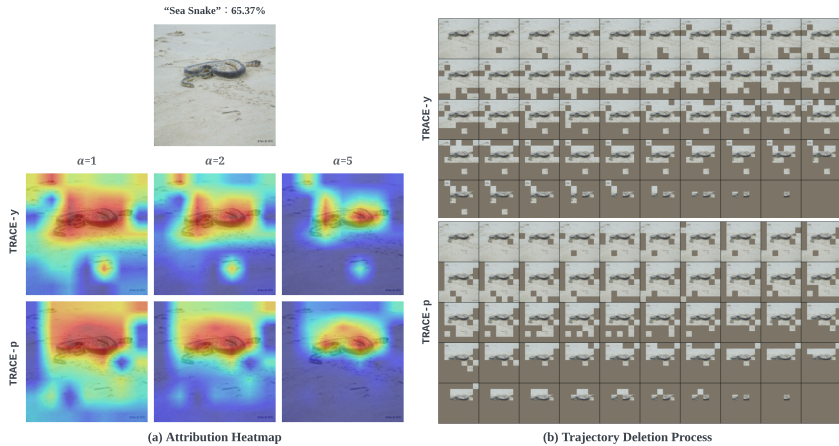 “Sea Snake” : 65.37%
α=1
α=2
α=5
TRACE-y
TRACE-p
(a) Attribution Heatmap
TRACE-y
TRACE-p
(b) Trajectory Deletion Process